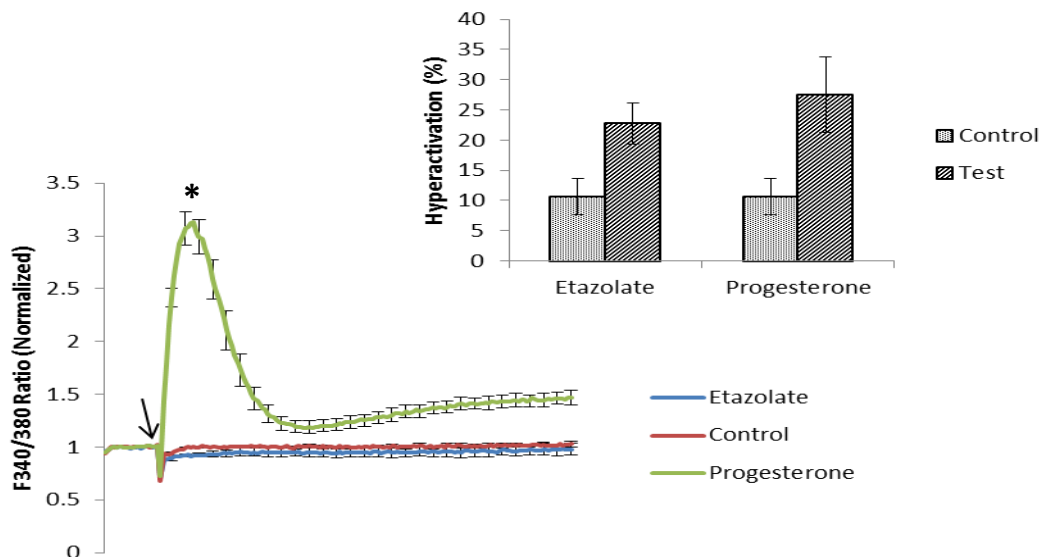 40
35
30
25
20
15
10
5
0
Hyperactivation (%)
Etazolate
Progesterone
Control
Test
3.5
3
2.5
2
1.5
1
0.5
0
F340/380 Ratio (Normalized)
*
Etazolate
Control
Progesterone